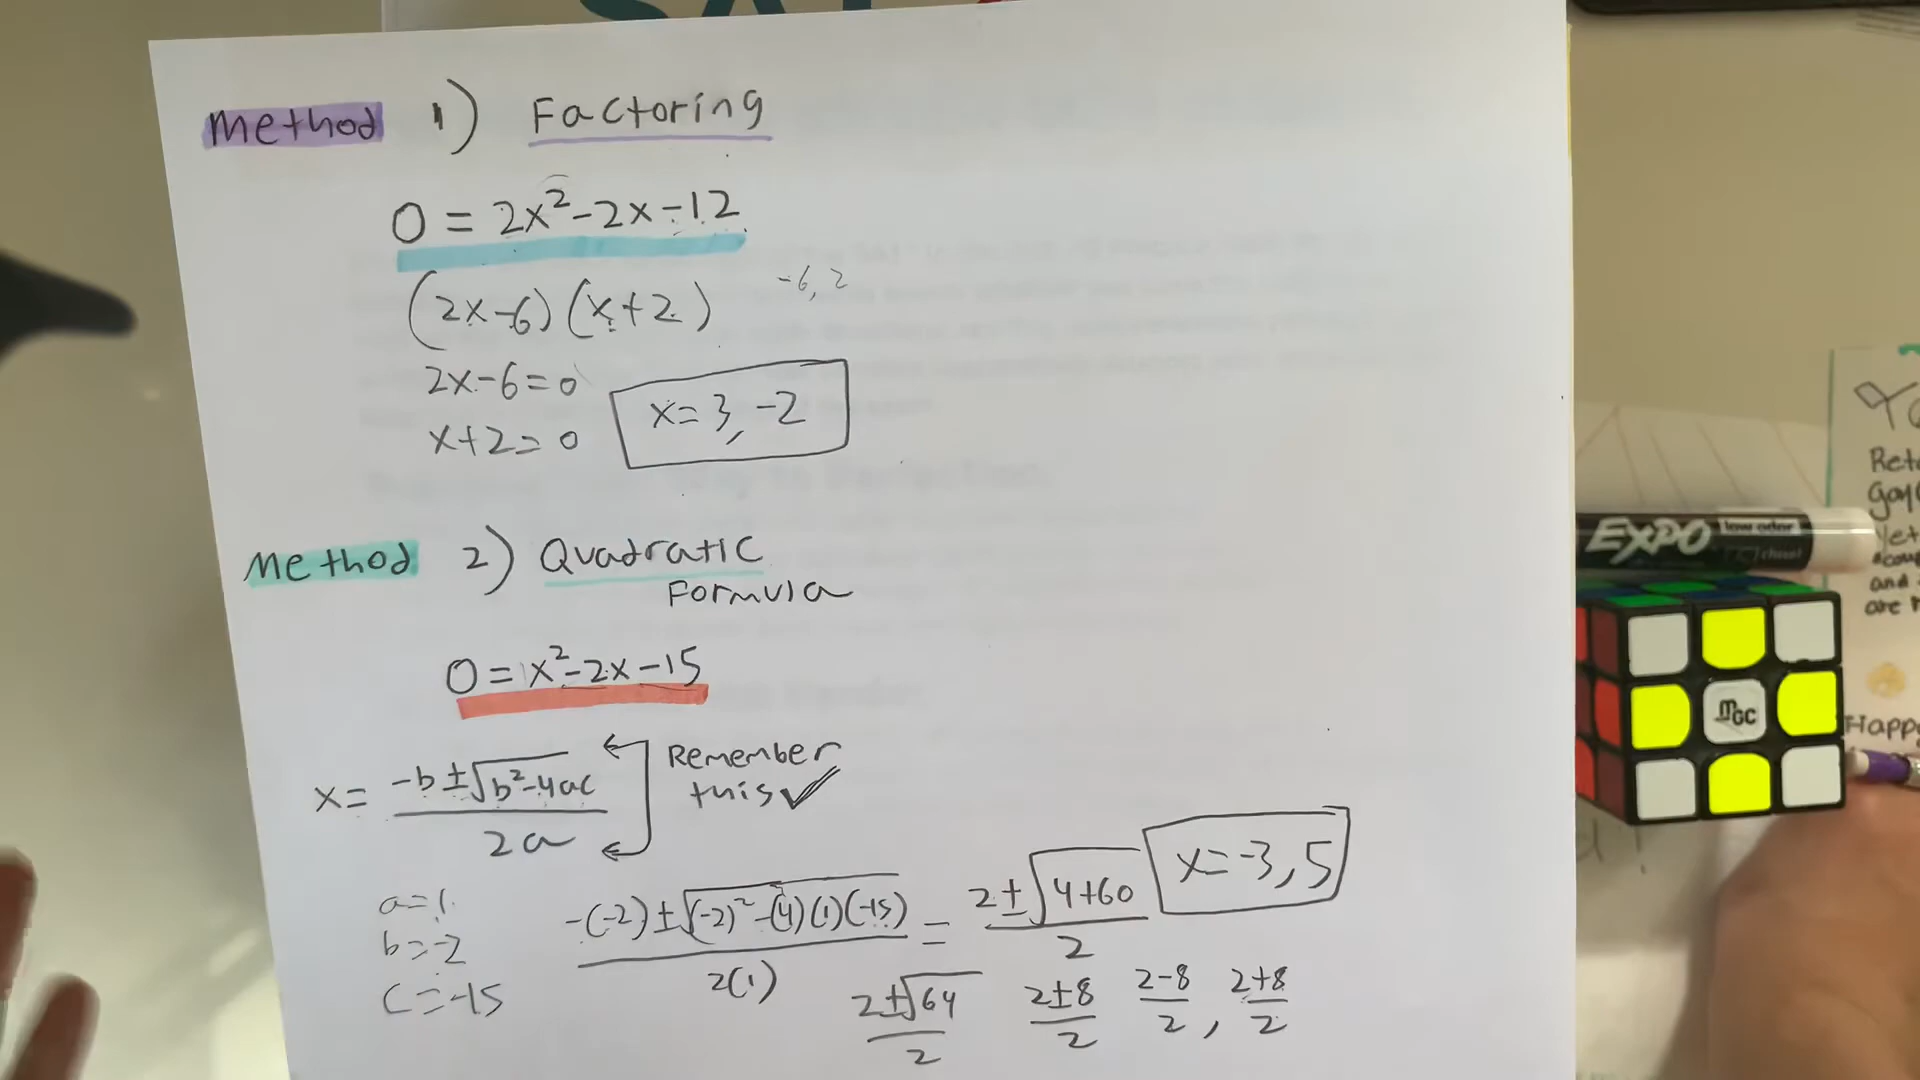 Method 1) Factoring
0 = 2x²-2x-12
(2x-6)(x+2) -6,2
2x-6=0
x+2=0
x=3,-2
Method 2) Quadratic
Formula
0=1x²-2x-15
x= -b±√b²-4ac / 2a
Remember
this✓
a=1
b=-2
c=-15
-(-2)±√(-2)²-(4)(1)(-15) / 2(1) = 2±√4+60 / 2
x=-3,5
2±√64 / 2 2±8 / 2 2-8 / 2 , 2+8 / 2
EXPO low odor
chisel
MGC
and
are
Happ